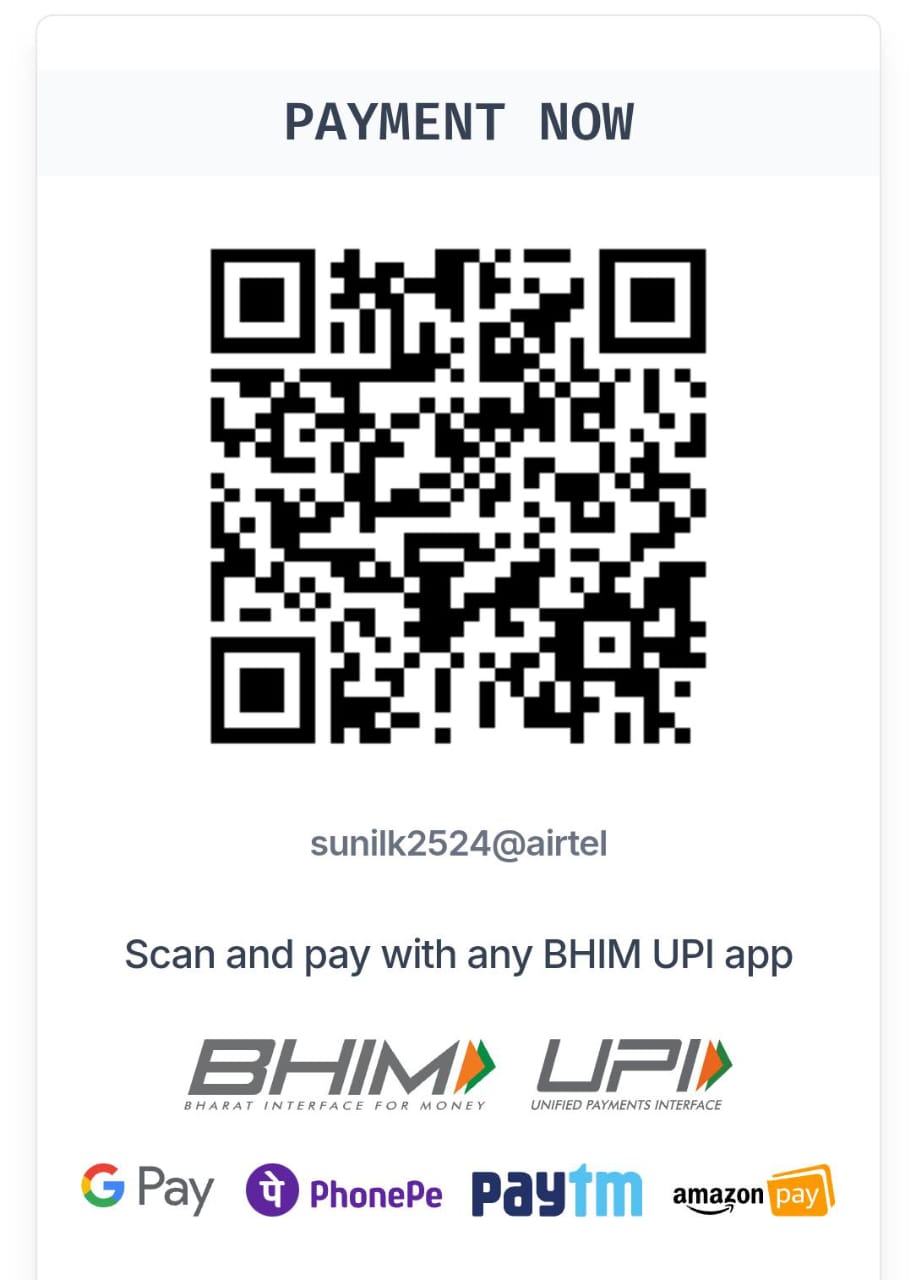 PAYMENT NOW
sunilk2524@airtel
Scan and pay with any BHIM UPI app
BHIM UPI
BHARAT INTERFACE FOR MONEY UNIFIED PAYMENTS INTERFACE
G Pay पे PhonePe paytm amazon pay